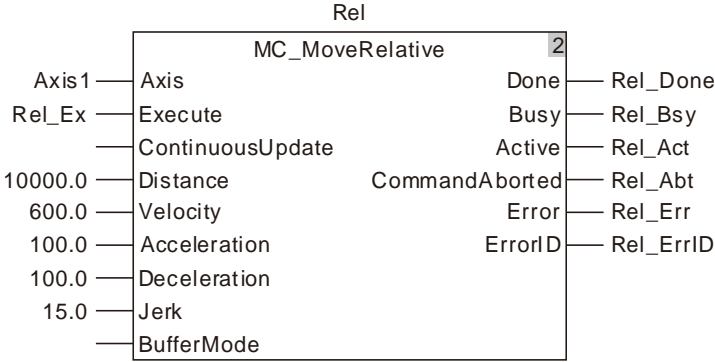 Rel
MC_MoveRelative 2
Axis1 Axis Done Rel_Done
Rel_Ex Execute Busy Rel_Bsy
ContinuousUpdate Active Rel_Act
10000.0 Distance CommandAborted Rel_Abt
600.0 Velocity Error Rel_Err
100.0 Acceleration ErrorID Rel_ErrID
100.0 Deceleration
15.0 Jerk
BufferMode